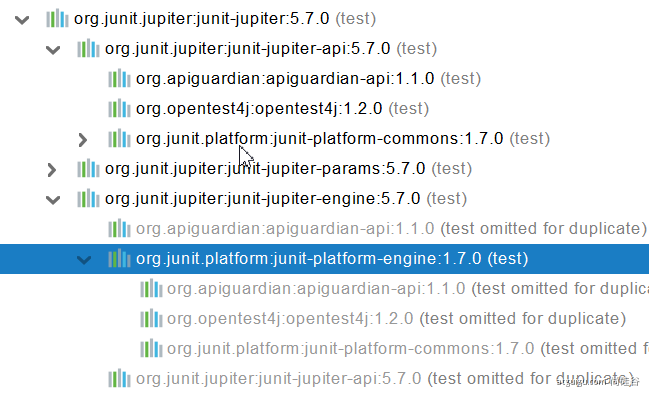 org.junit.jupiter:junit-jupiter:5.7.0 (test)
org.junit.jupiter:junit-jupiter-api:5.7.0 (test)
org.apiguardian:apiguardian-api:1.1.0 (test)
org.opentest4j:opentest4j:1.2.0 (test)
org.junit.platform:junit-platform-commons:1.7.0 (test)
org.junit.jupiter:junit-jupiter-params:5.7.0 (test)
org.junit.jupiter:junit-jupiter-engine:5.7.0 (test)
org.apiguardian:apiguardian-api:1.1.0 (test omitted for duplicate)
org.junit.platform:junit-platform-engine:1.7.0 (test)
org.apiguardian:apiguardian-api:1.1.0 (test omitted for duplica
org.opentest4j:opentest4j:1.2.0 (test omitted for duplicate)
org.junit.platform:junit-platform-commons:1.7.0 (test omitted f
org.junit.jupiter:junit-jupiter-api:5.7.0 (test omitted for duplicate)